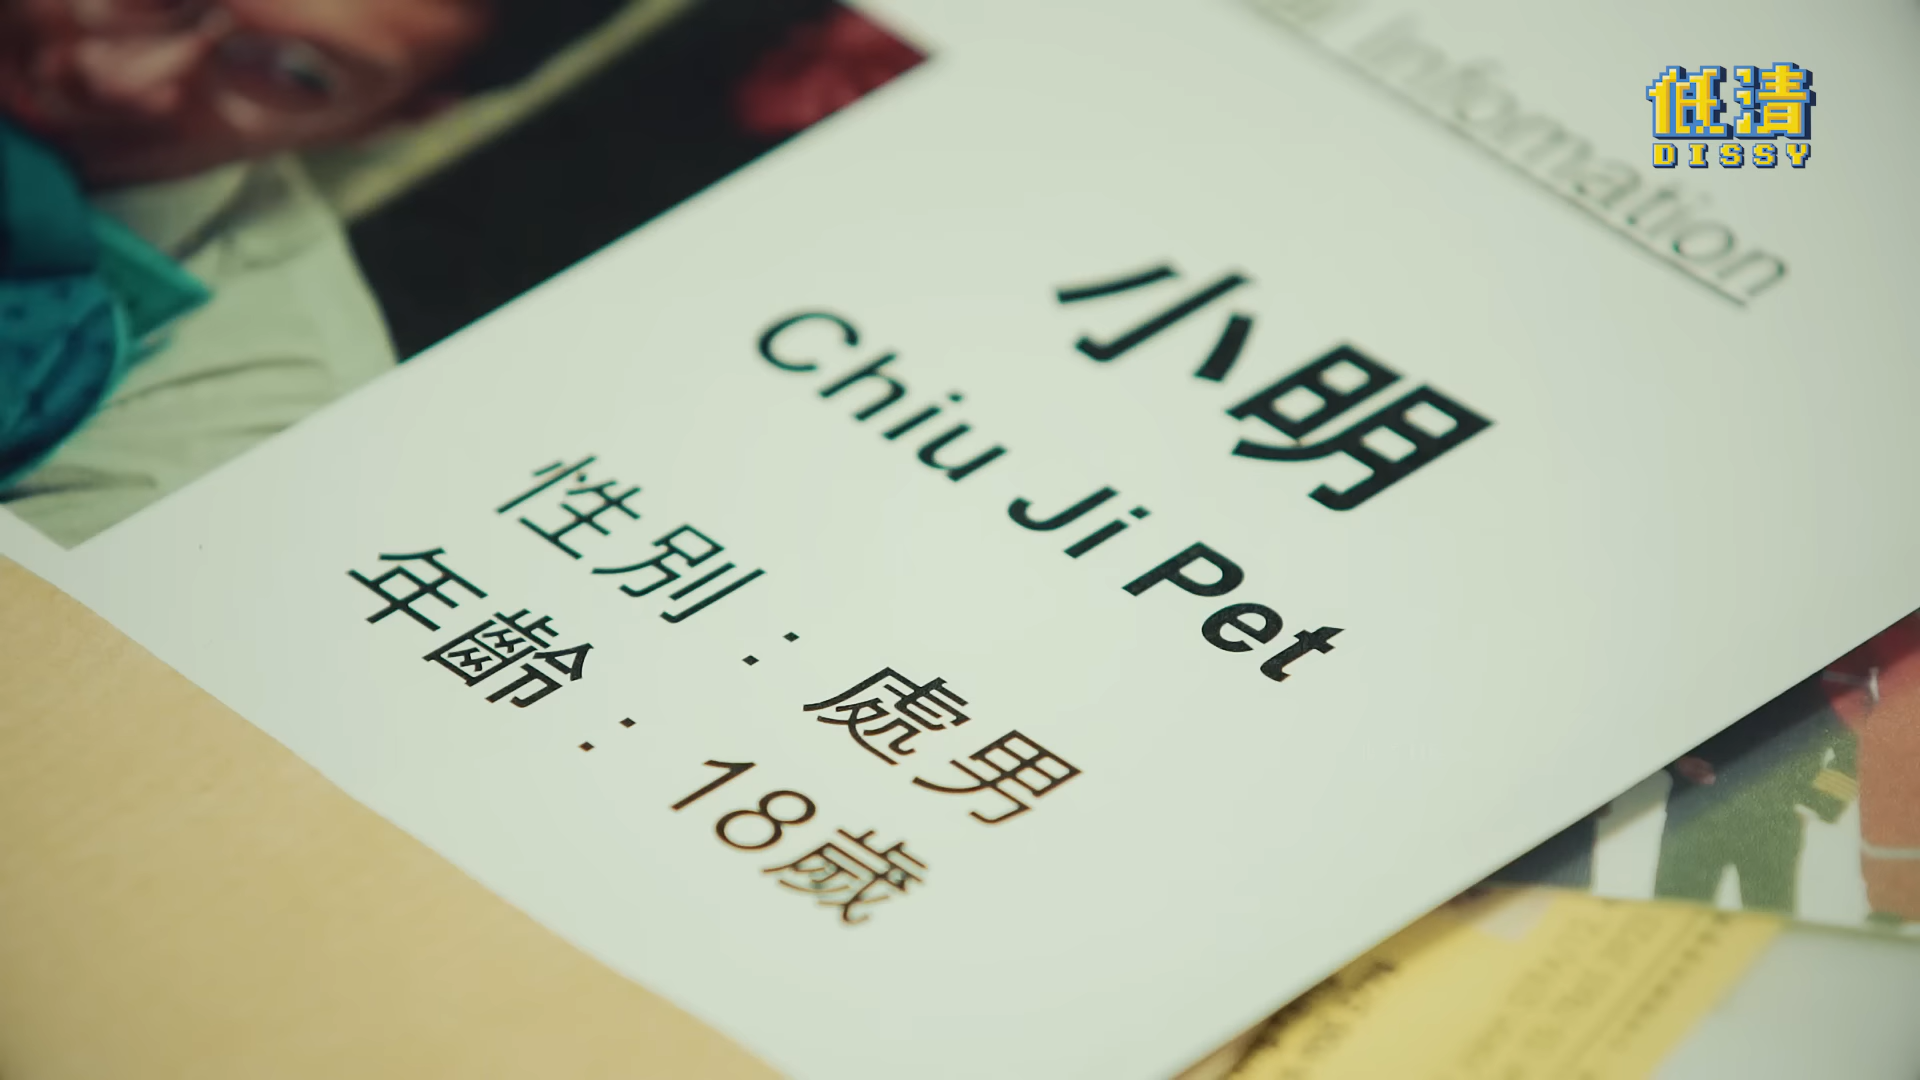 低清
DISSY
Information
小明
Chiu Ji Pet
性別：處男
年齡：18歲